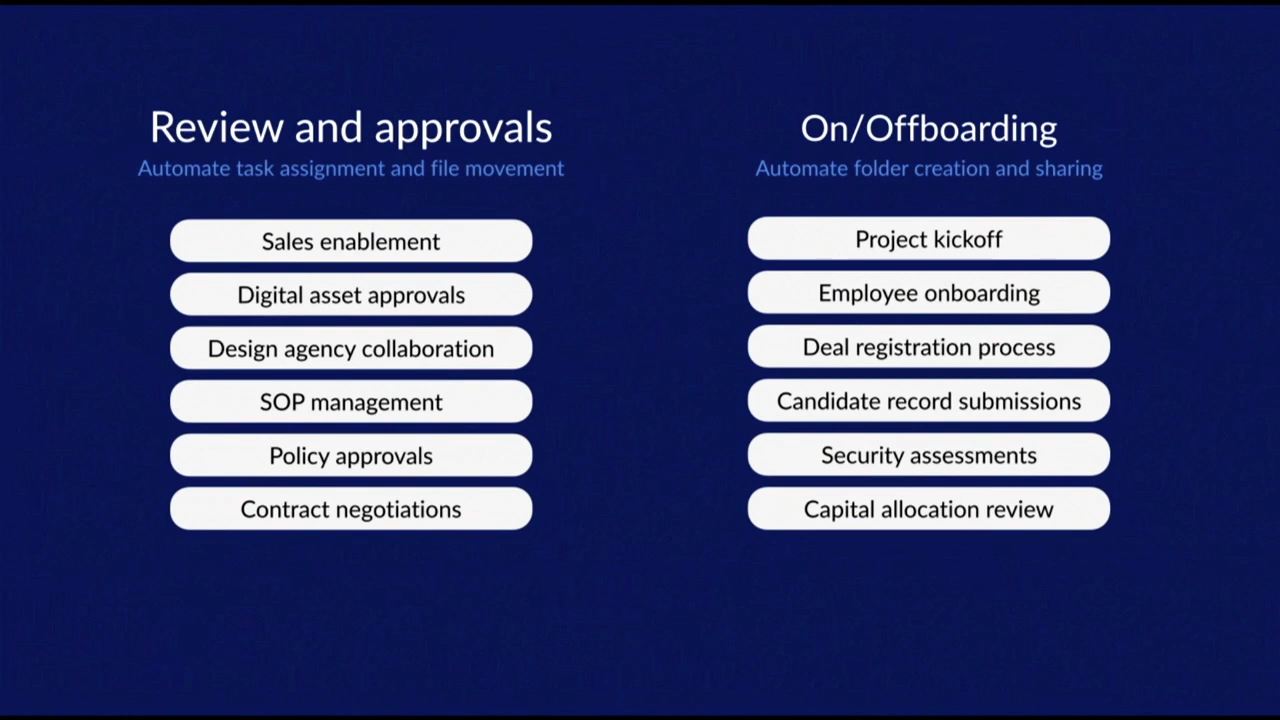 Review and approvals
Automate task assignment and file movement
Sales enablement
Digital asset approvals
Design agency collaboration
SOP management
Policy approvals
Contract negotiations
On/Offboarding
Automate folder creation and sharing
Project kickoff
Employee onboarding
Deal registration process
Candidate record submissions
Security assessments
Capital allocation review